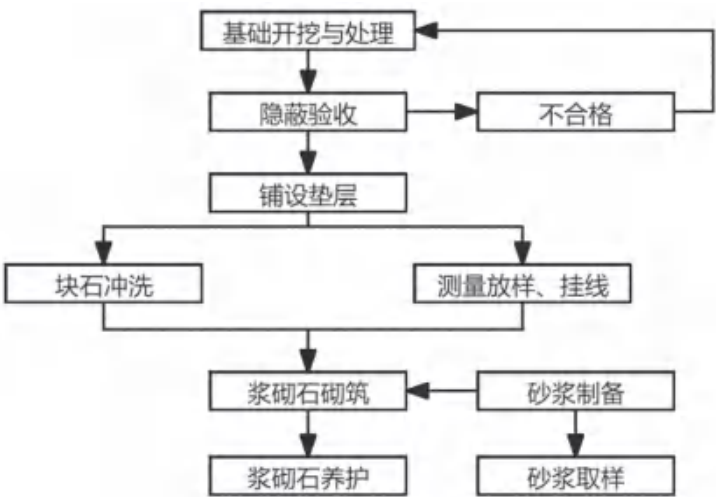 基础开挖与处理
隐蔽验收
不合格
铺设垫层
块石冲洗
测量放样、挂线
浆砌石砌筑
砂浆制备
浆砌石养护
砂浆取样